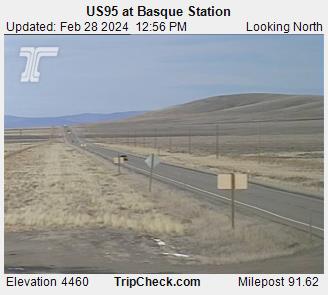 US95 at Basque Station
Updated: Feb 28 2024 12:56 PM Looking North
Elevation 4460 TripCheck.com Milepost 91.62